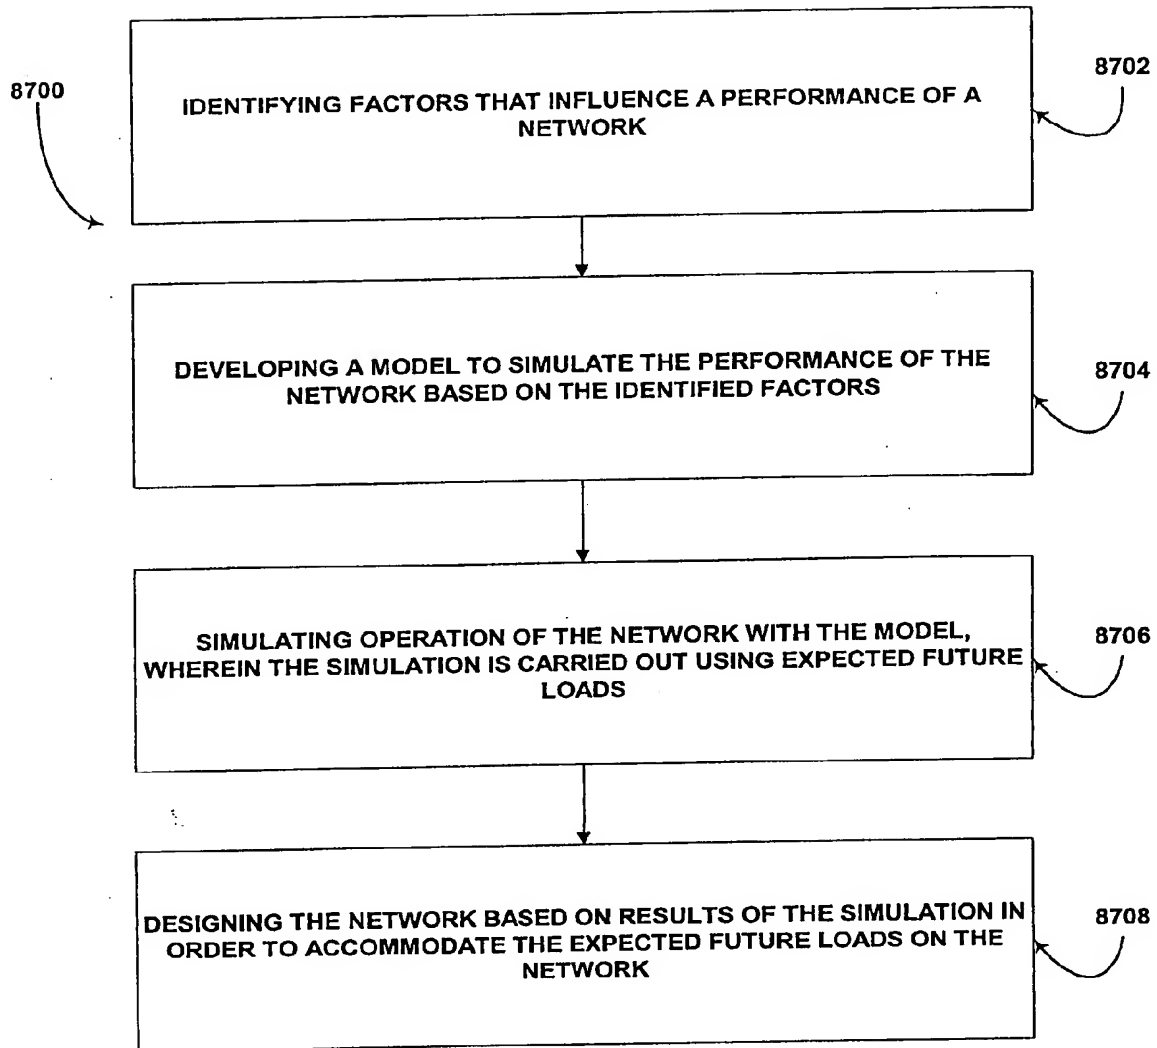 8700
8702
IDENTIFYING FACTORS THAT INFLUENCE A PERFORMANCE OF A
NETWORK
DEVELOPING A MODEL TO SIMULATE THE PERFORMANCE OF THE
NETWORK BASED ON THE IDENTIFIED FACTORS
8704
SIMULATING OPERATION OF THE NETWORK WITH THE MODEL,
WHEREIN THE SIMULATION IS CARRIED OUT USING EXPECTED FUTURE
LOADS
8706
DESIGNING THE NETWORK BASED ON RESULTS OF THE SIMULATION IN
ORDER TO ACCOMMODATE THE EXPECTED FUTURE LOADS ON THE
NETWORK
8708